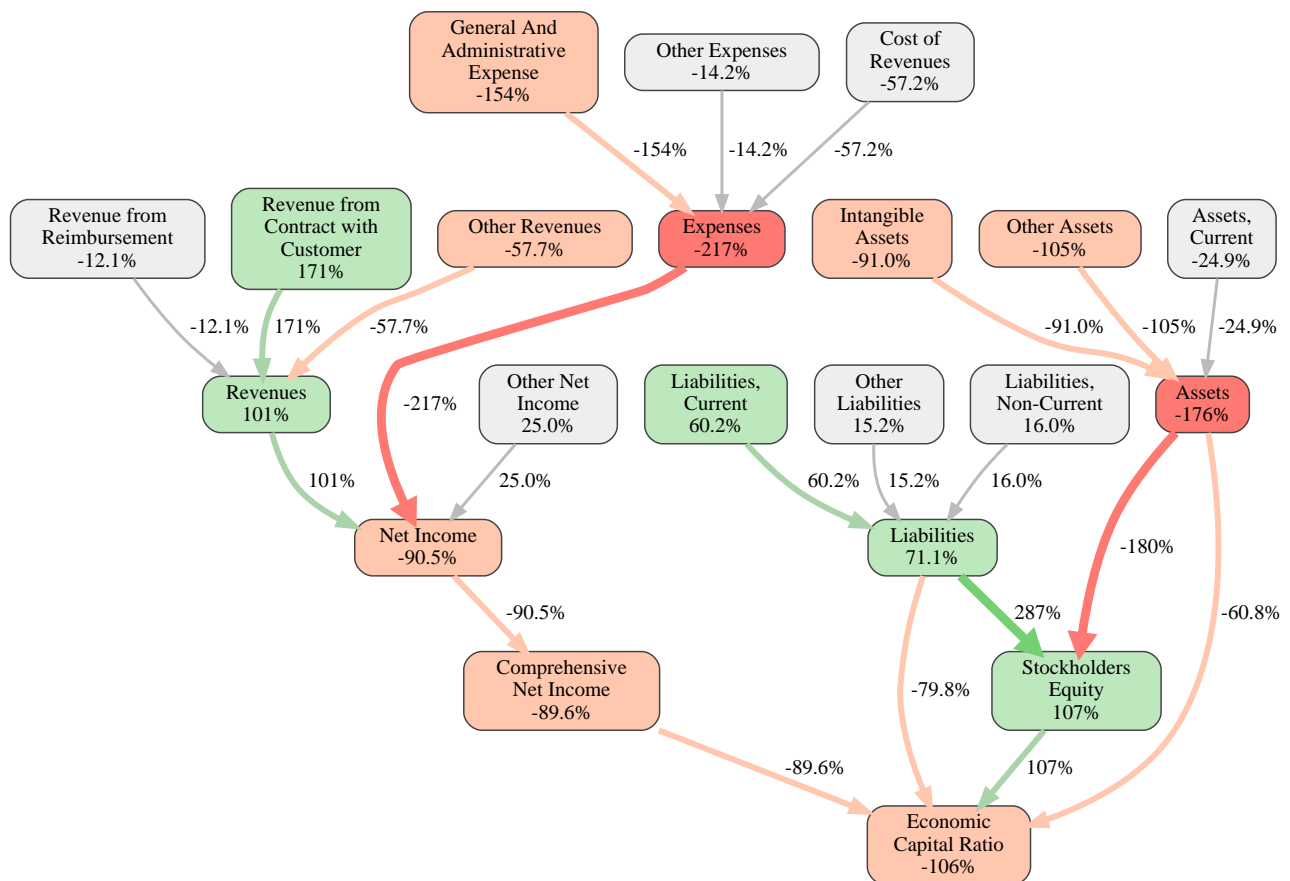 General And
Administrative
Expense
-154%
Other Expenses
-14.2%
Cost of
Revenues
-57.2%
-154%
-14.2%
-57.2%
Revenue from
Reimbursement
-12.1%
Revenue from
Contract with
Customer
171%
Other Revenues
-57.7%
Expenses
-217%
Intangible
Assets
-91.0%
Other Assets
-105%
Assets,
Current
-24.9%
-12.1%
171%
-57.7%
-91.0%
-105%
-24.9%
Revenues
101%
-217%
Other Net
Income
25.0%
Liabilities,
Current
60.2%
Other
Liabilities
15.2%
Liabilities,
Non-Current
16.0%
Assets
-176%
101%
25.0%
60.2%
15.2%
16.0%
Net Income
-90.5%
Liabilities
71.1%
-180%
-90.5%
287%
-60.8%
Comprehensive
Net Income
-89.6%
-79.8%
Stockholders
Equity
107%
-89.6%
107%
Economic
Capital Ratio
-106%